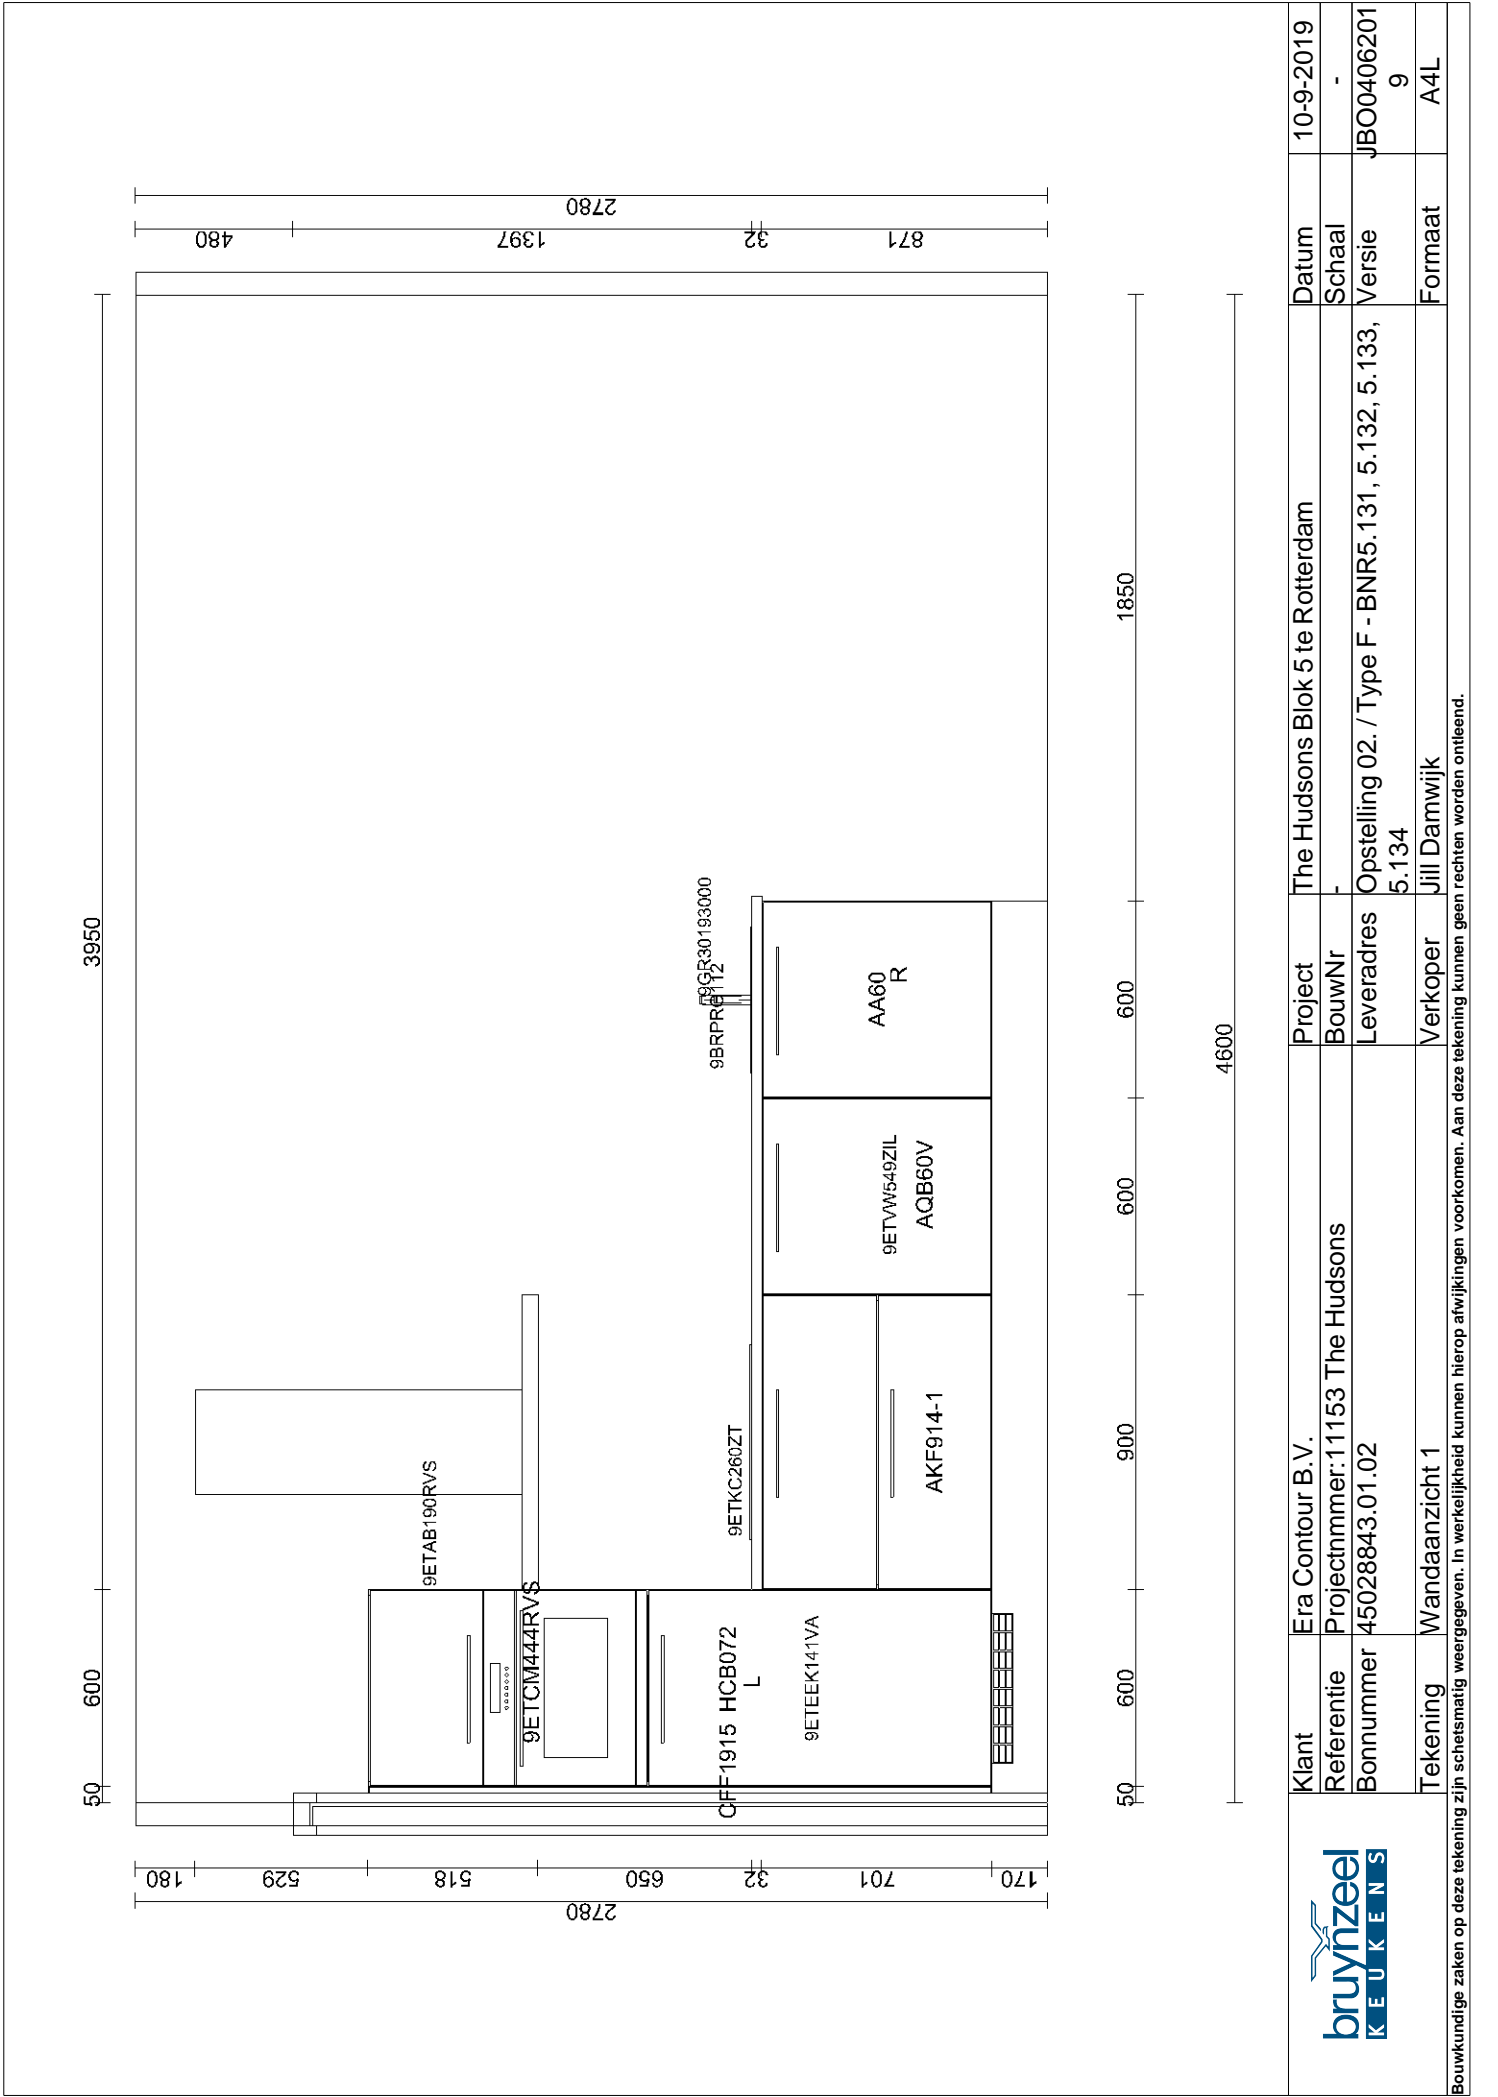 3950
600
50
2780
480
1397
32
871
2780
180
529
518
650
32
701
170
9ETAB190RVS
9ETCM444RVS
CFF1915 HCB072
L
9ETEEK141VA
9ETKC260ZT
AKF914-1
9ETVW549ZIL
AQB60V
9GR30193000
AA60
R
50
600
900
600
600
1850
4600
bruynzeel
KEUKENS
Klant Era Contour B.V. Project The Hudsons Blok 5 te Rotterdam Datum 10-9-2019
Referentie Projectnmmer:11153 The Hudsons BouwNr - Schaal -
Bonnummer 45028843.01.02 Leveradres Opstelling 02. / Type F - BNR5.131, 5.132, 5.133, Versie JBO0406201
5.134 9
Tekening Wandaanzicht 1 Verkoper Jill Damwijk Formaat A4L
Bouwkundige zaken op deze tekening zijn schetsmatig weergegeven. In werkelijkheid kunnen hierop afwijkingen voorkomen. Aan deze tekening kunnen geen rechten worden ontleend.